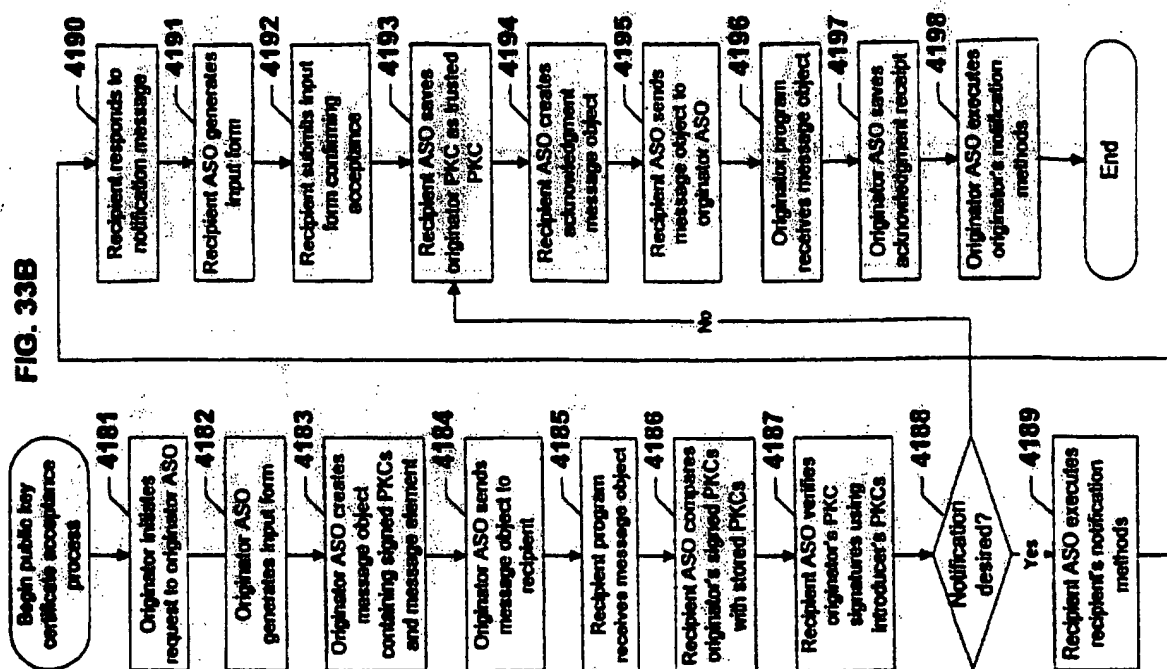 FIG. 33B
Begin public key
certificate acceptance
process
4181
Originator initiates
request to originator ASO
4182
Originator ASO
generates input form
4183
Originator ASO creates
message object
containing signed PKCs
and message element
4184
Originator ASO sends
message object to
recipient
4185
Recipient program
receives message object
4186
Recipient ASO compares
originator's signed PKCs
with stored PKCs
4187
Recipient ASO verifies
originator's PKC
signatures using
introducer's PKCs
4188
Notification
desired?
No
Yes
4189
Recipient ASO executes
recipient's notification
methods
4190
Recipient responds to
notification message
4191
Recipient ASO generates
input form
4192
Recipient submits input
form confirming
acceptance
4193
Recipient ASO saves
originator PKC as trusted
PKC
4194
Recipient ASO creates
acknowledgment
message object
4195
Recipient ASO sends
message object to
orginator ASO
4196
Originator program
receives message object
4197
Originator ASO saves
acknowledgment receipt
4198
Originator ASO executes
originator's notification
methods
End